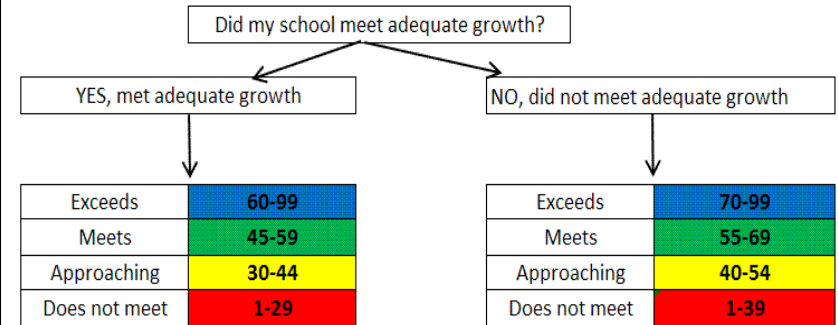 Did my school meet adequate growth?
YES, met adequate growth
NO, did not meet adequate growth
Exceeds 60-99
Meets 45-59
Approaching 30-44
Does not meet 1-29
Exceeds 70-99
Meets 55-69
Approaching 40-54
Does not meet 1-39